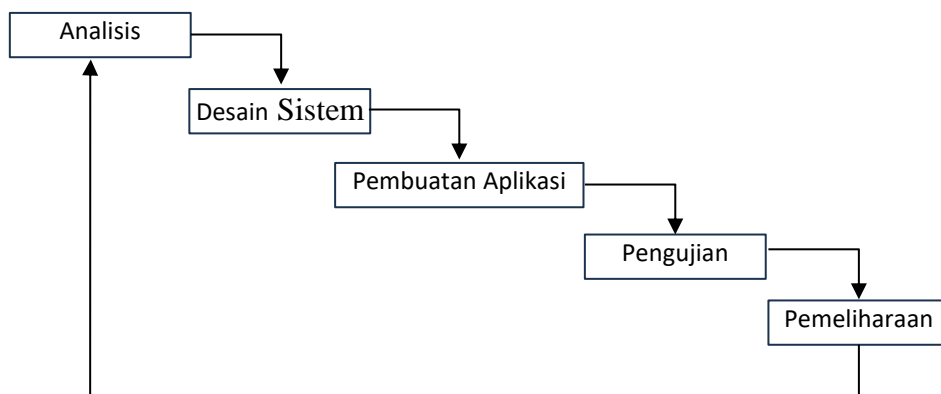 Analisis
Desain Sistem
Pembuatan Aplikasi
Pengujian
Pemeliharaan